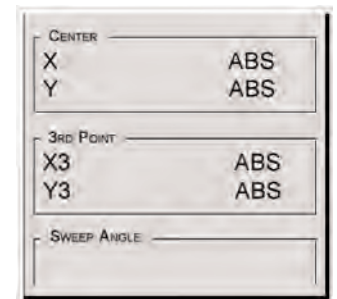 Center
X ABS
Y ABS
3rd Point
X3 ABS
Y3 ABS
Sweep Angle